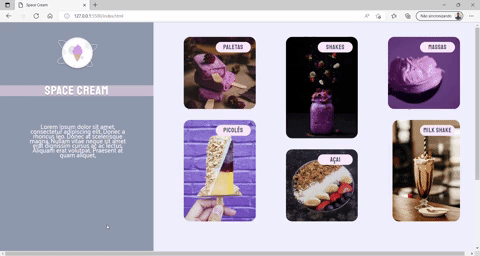 Space Cream
127.0.0.1:5500/index.html
Não sincronizando
SPACE CREAM
Lorem ipsum dolor sit amet,
consectetur adipiscing elit. Donec a
rhoncus leo. Donec at scelerisque
magna. Nullam vitae neque sit amet
erat dignissim cursus ac ac lectus.
Aliquam erat volutpat. Praesent at
quam aliquet,
PALETAS
SHAKES
MASSAS
PICOLÉS
AÇAI
MILK SHAKE